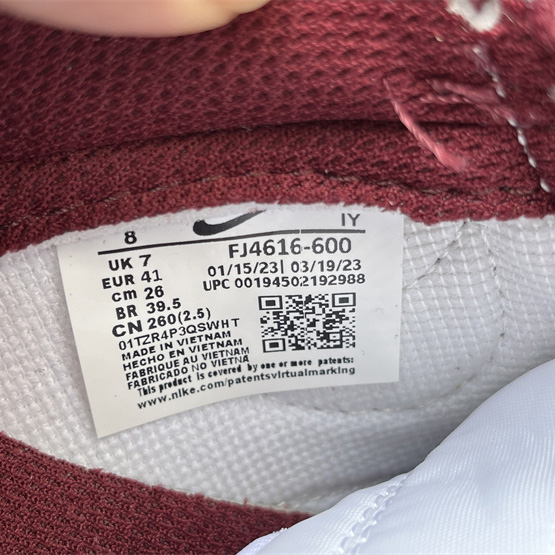 8
IY
UK 7
EUR 41
cm 26
BR 39.5
CN 260(2.5)
FJ4616-600
01/15/23| 03/19/23
UPC 00194502192988
01TZR4P3QSWHT
MADE IN VIETNAM
HECHO EN VIETNAM
FABRIQUE AU VIETNAM
FABRICADO NO VIETNA
This product is covered by one or more patents:
www.nike.com/patentsvirtualmarking